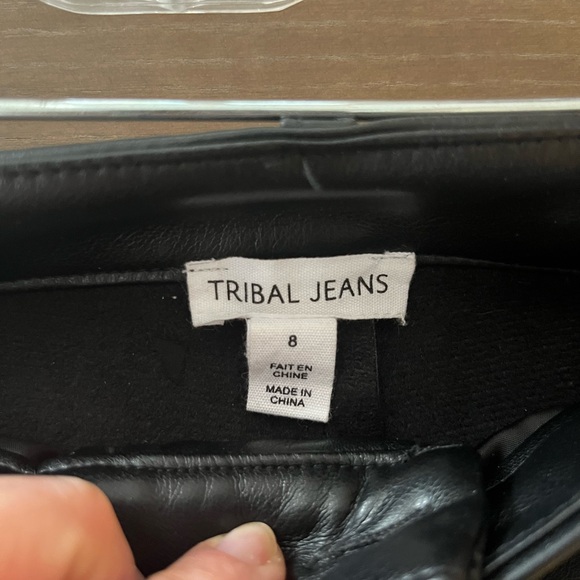 TRIBAL JEANS
8
FAIT EN
CHINE
MADE IN
CHINA